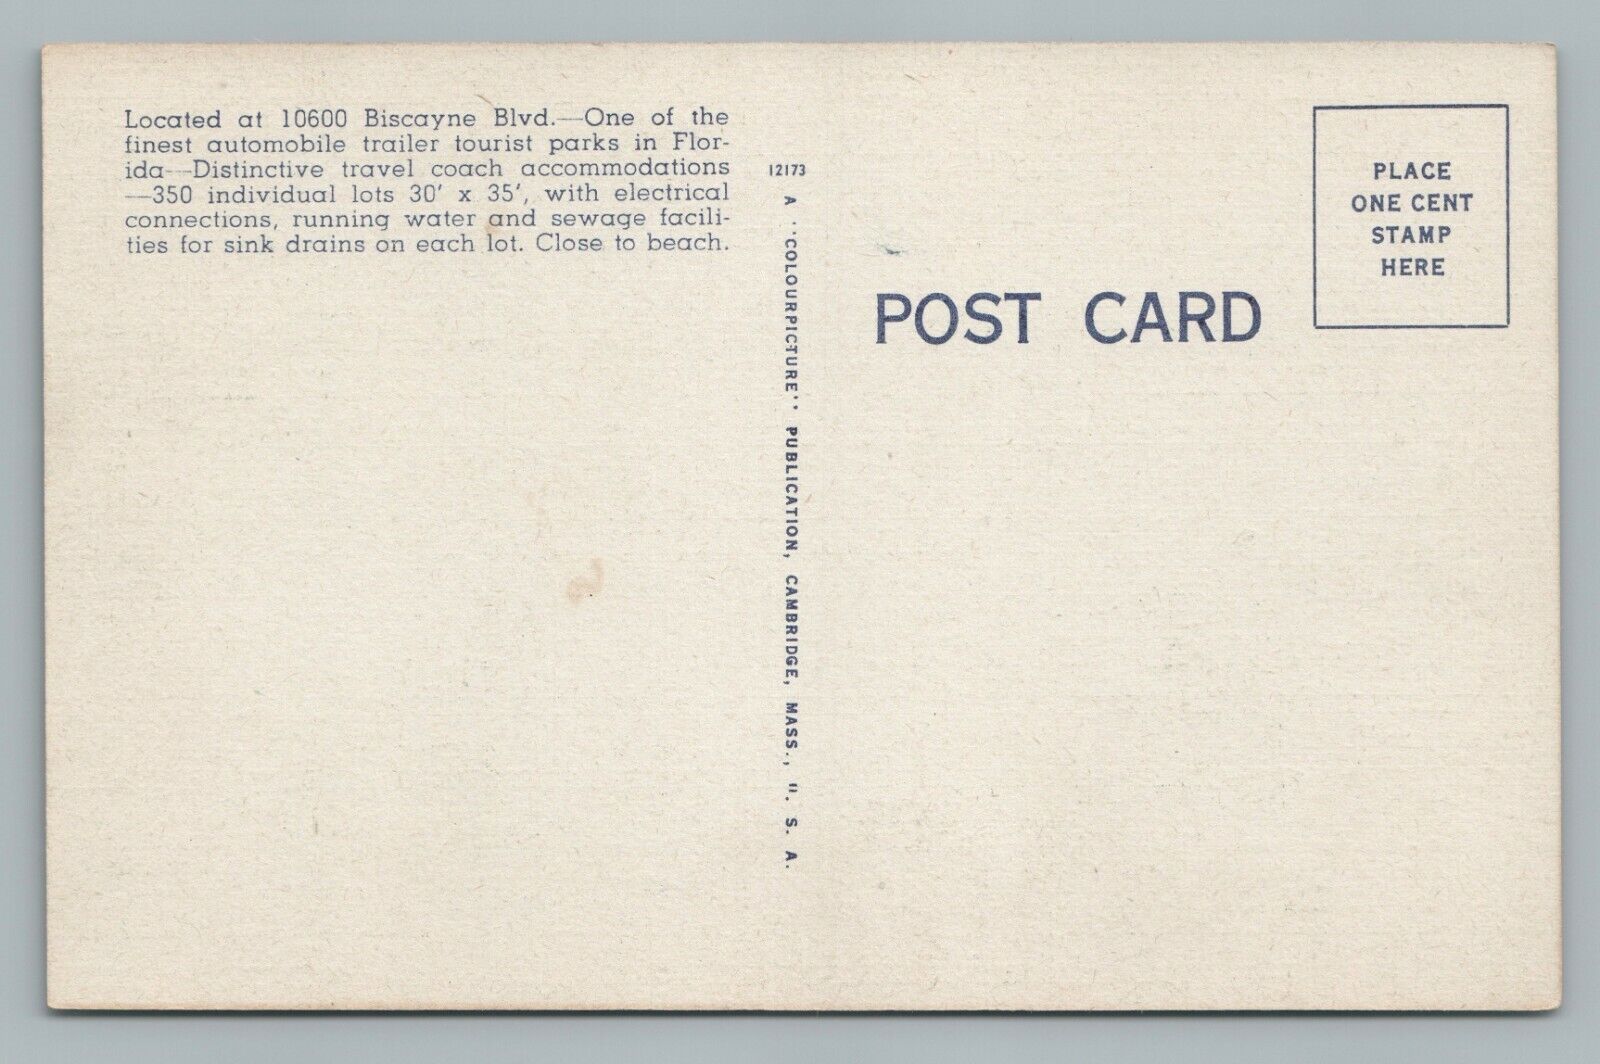 Located at 10600 Biscayne Blvd.—One of the
finest automobile trailer tourist parks in Flor-
ida—Distinctive travel coach accommodations
—350 individual lots 30' x 35', with electrical
connections, running water and sewage facili-
ties for sink drains on each lot. Close to beach.
12173
A "COLOURPICTURE" PUBLICATION, CAMBRIDGE, MASS., U. S. A.
POST CARD
PLACE
ONE CENT
STAMP
HERE